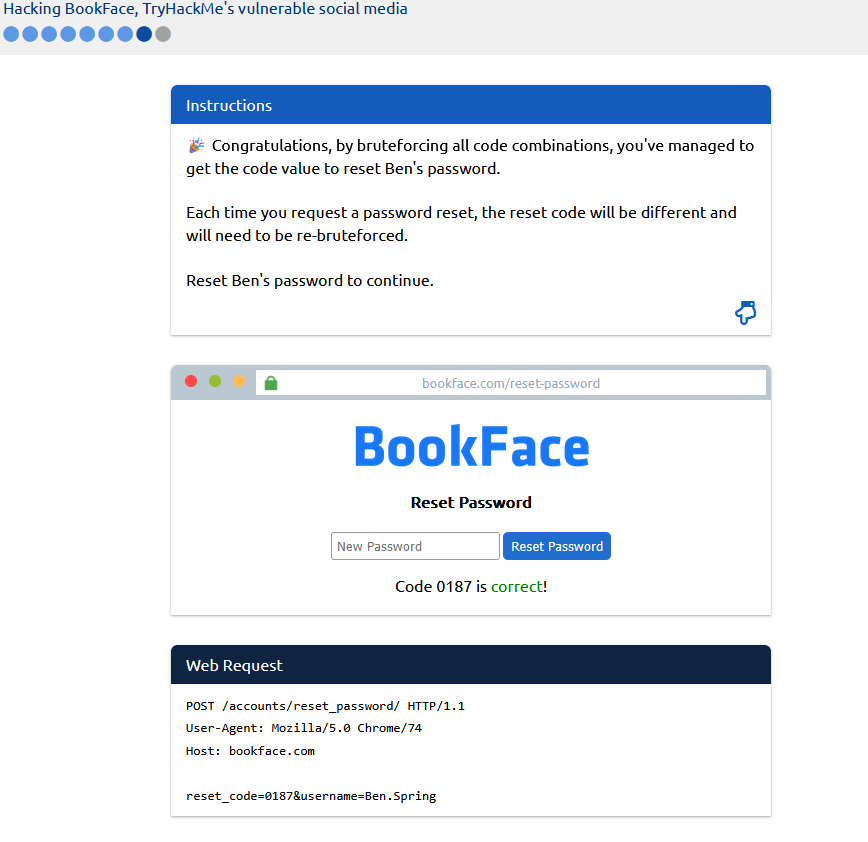 Hacking BookFace, TryHackMe's vulnerable social media
Instructions
🎉 Congratulations, by bruteforcing all code combinations, you've managed to
get the code value to reset Ben's password.
Each time you request a password reset, the reset code will be different and
will need to be re-bruteforced.
Reset Ben's password to continue.
bookface.com/reset-password
BookFace
Reset Password
New Password Reset Password
Code 0187 is correct!
Web Request
POST /accounts/reset_password/ HTTP/1.1
User-Agent: Mozilla/5.0 Chrome/74
Host: bookface.com
reset_code=0187&username=Ben.Spring